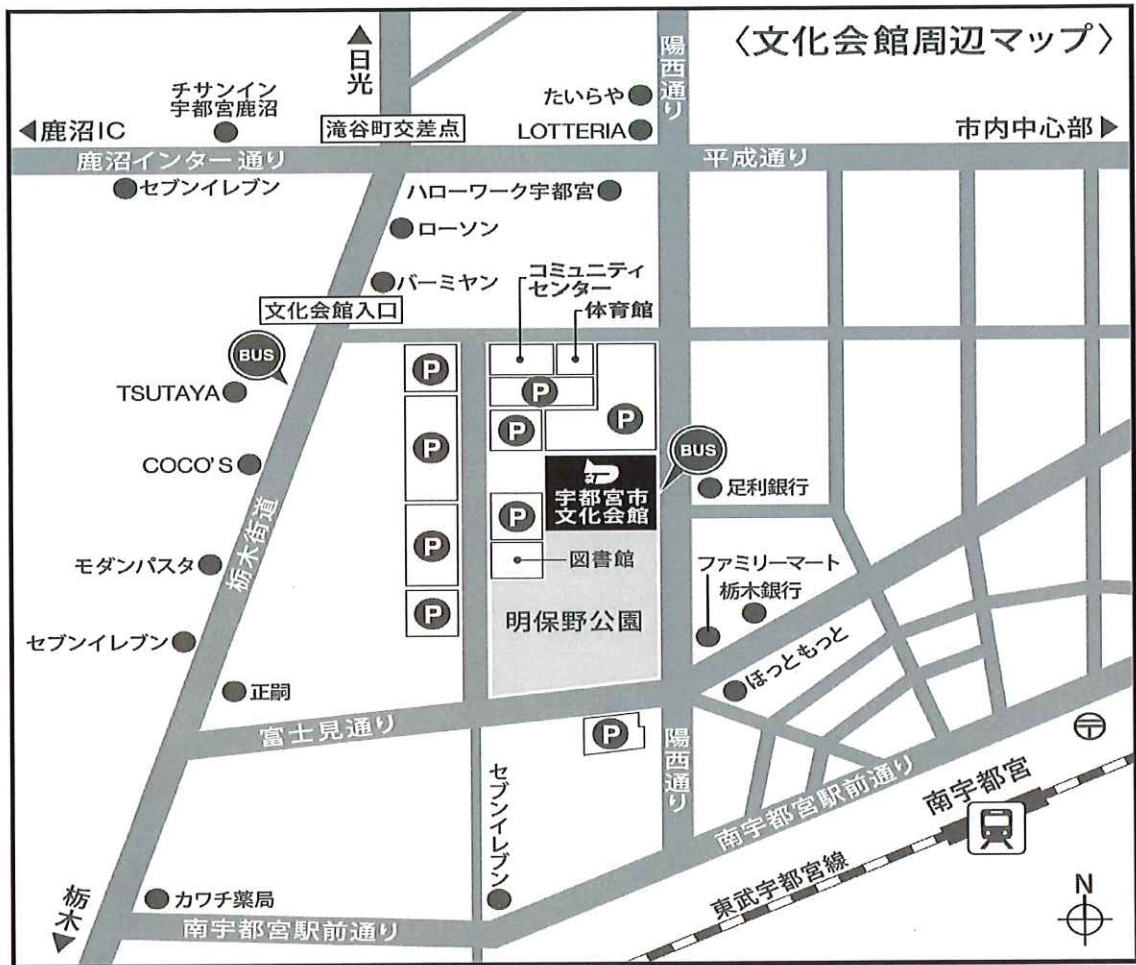 〈文化会館周辺マップ〉
▲日光
陽西通り
チサンイン
宇都宮鹿沼
たいらや
◀鹿沼IC
滝谷町交差点
LOTTERIA
市内中心部▶
鹿沼インター通り
平成通り
セブンイレブン
ハローワーク宇都宮
ローソン
コミュニティ
センター
バーミヤン
体育館
文化会館入口
BUS
P
P
TSUTAYA
P
P
P
BUS
COCO'S
宇都宮市
文化会館
足利銀行
P
P
栃木街道
モダンパスタ
図書館
ファミリーマート
栃木銀行
P
明保野公園
セブンイレブン
ほっともっと
正嗣
富士見通り
P
陽西通り
〒
セブンイレブン
南宇都宮駅前通り
南宇都宮
東武宇都宮線
栃木▶
カワチ薬局
南宇都宮駅前通り
N